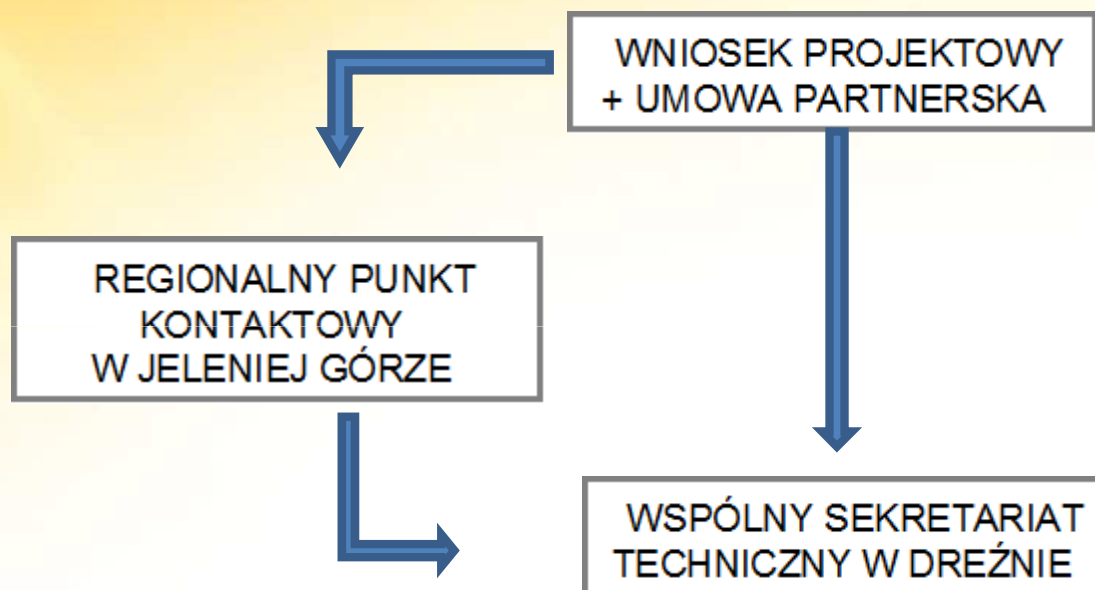 WNIOSEK PROJEKTOWY
+ UMOWA PARTNERSKA
REGIONALNY PUNKT
KONTAKTOWY
W JELENIEJ GÓRZE
WSPÓLNY SEKRETARIAT
TECHNICZNY W DREŹNIE